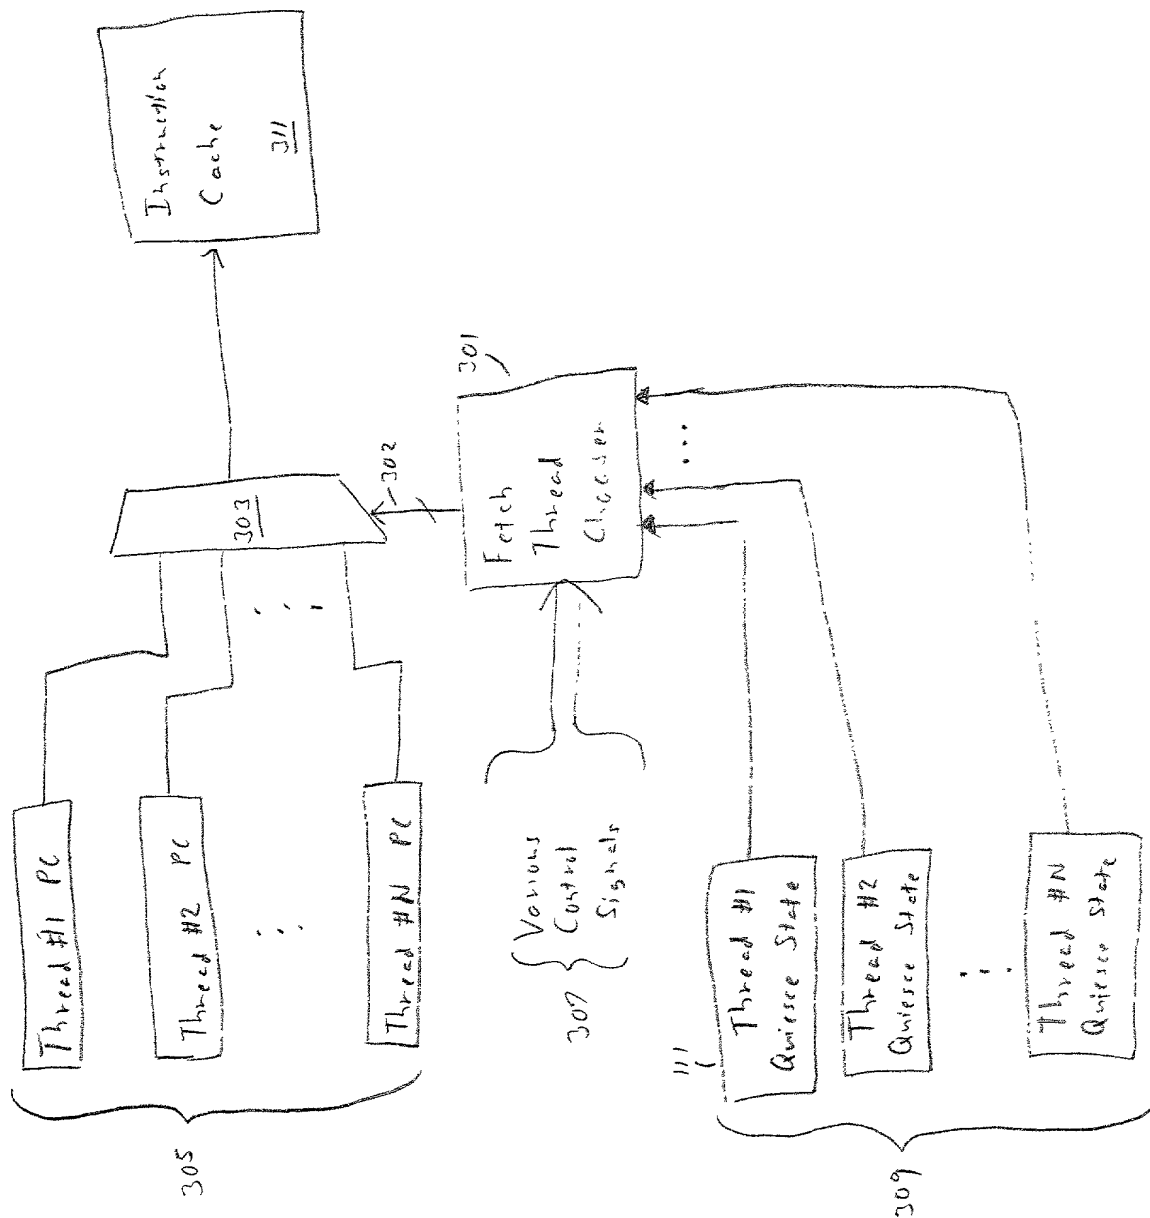 305
Thread #1 PC
Thread #2 PC
Thread #N PC
303
Instruction
Cache
311
302
301
Fetch
Thread
Chooser
307
Various
Control
Signals
309
111
Thread #1
Quiesce State
Thread #2
Quiesce State
Thread #N
Quiesce State